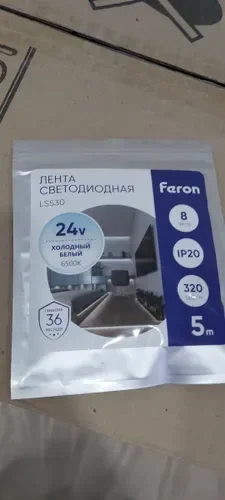 ЛЕНТА
СВЕТОДИОДНАЯ
LS530
feron
24v
ХОЛОДНЫЙ
БЕЛЫЙ
6500K
8
IP20
320
36
5m